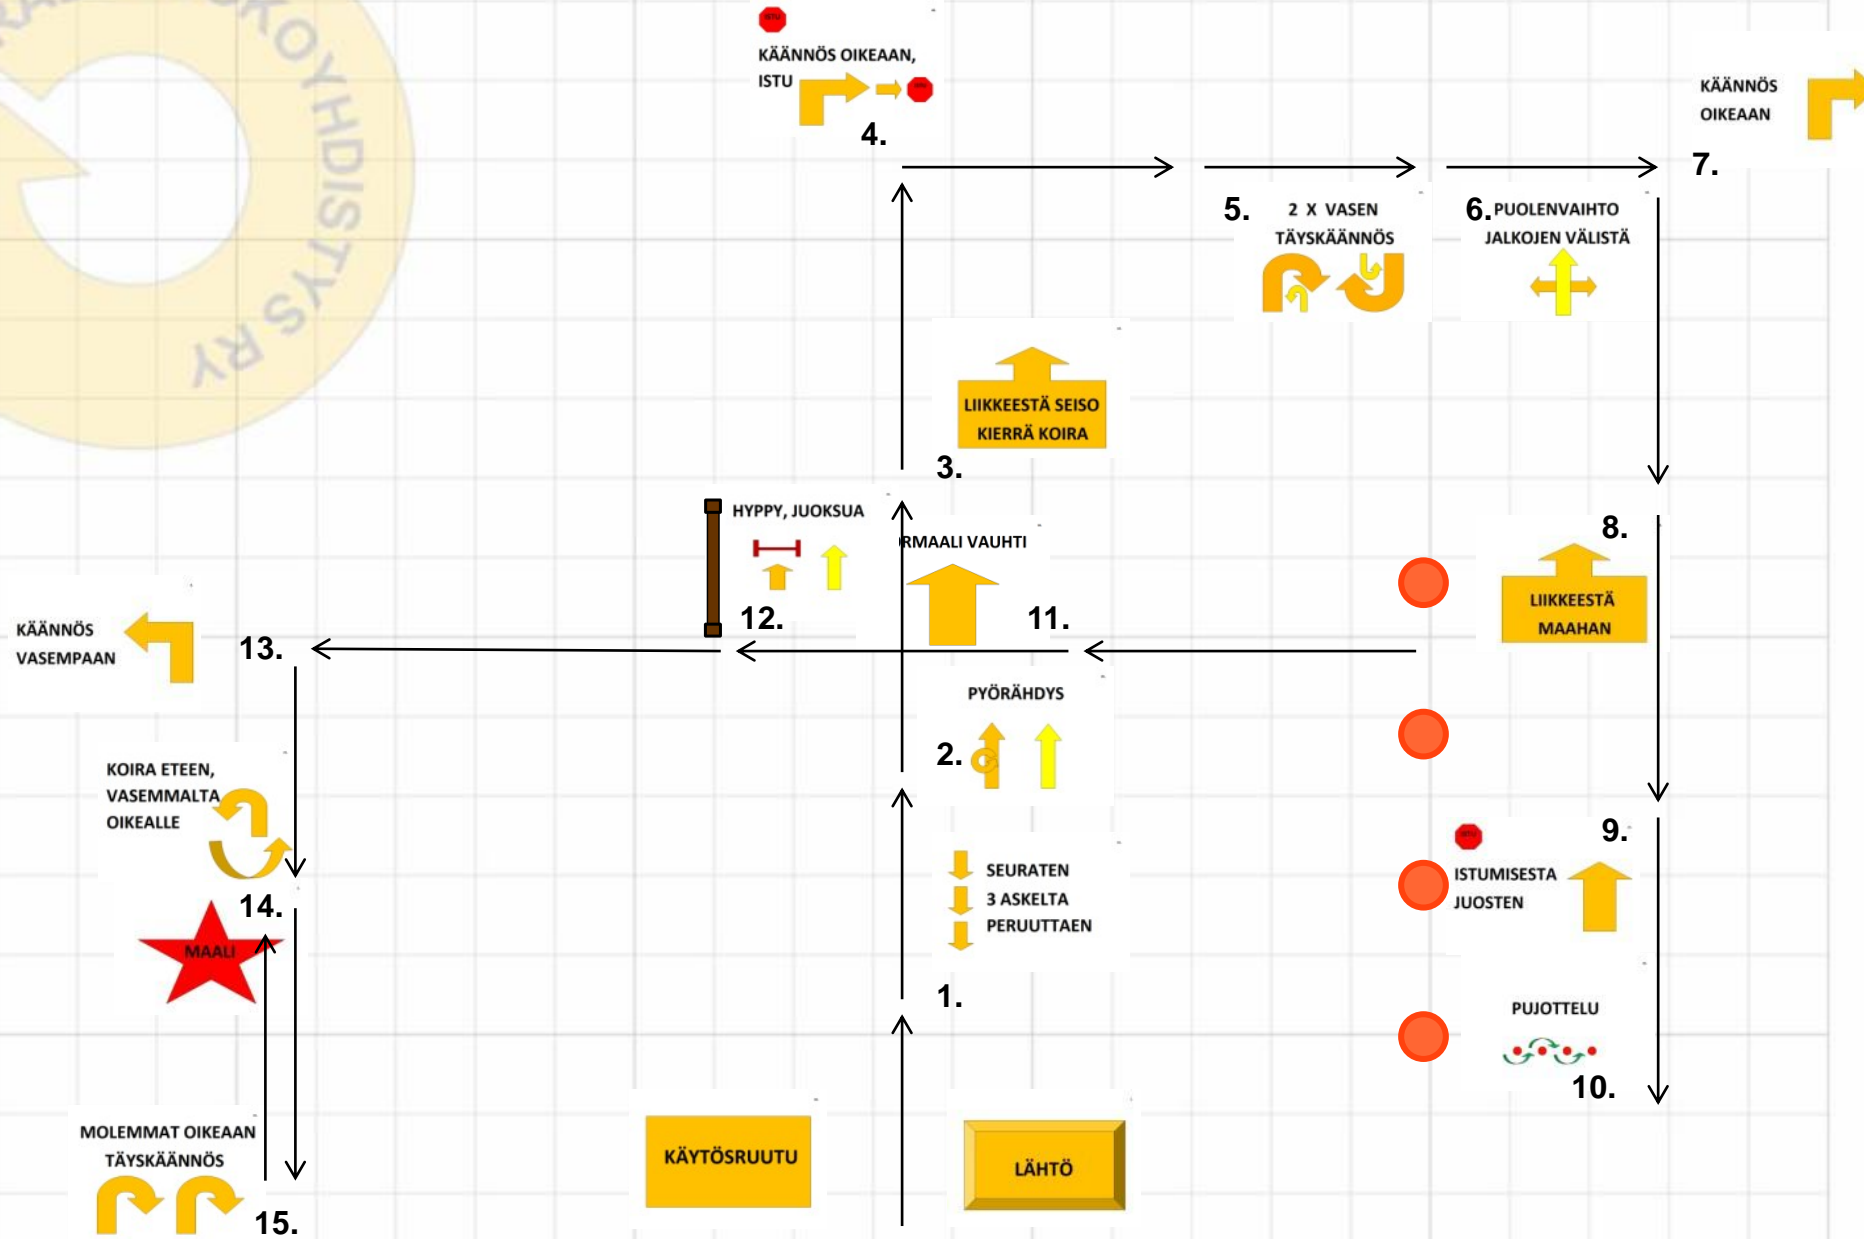 KOYHDISTYS RY
KÄÄNNÖS OIKEAAN,
ISTU
4.
KÄÄNNÖS
OIKEAAN
7.
5.
2 X VASEN
TÄYSKÄÄNNÖS
6.
PUOLENVAIHTO
JALKOJEN VÄLISTÄ
LIIKKEESTÄ SEISO
KIERRÄ KOIRA
3.
HYPPY, JUOKSUA
12.
RMAALI VAUHTI
11.
8.
LIIKKEESTÄ
MAAHAN
KÄÄNNÖS
VASEMPAAN
13.
PYÖRÄHDYS
2.
KOIRA ETEEN,
VASEMMALTA
OIKEALLE
14.
MAALI
SEURATEN
3 ASKELTA
PERUUTTAEN
1.
9.
ISTUMISESTA
JUOSTEN
PUJOTTELU
10.
MOLEMMAT OIKEAAN
TÄYSKÄÄNNÖS
15.
KÄYTÖSRUUTU
LÄHTÖ